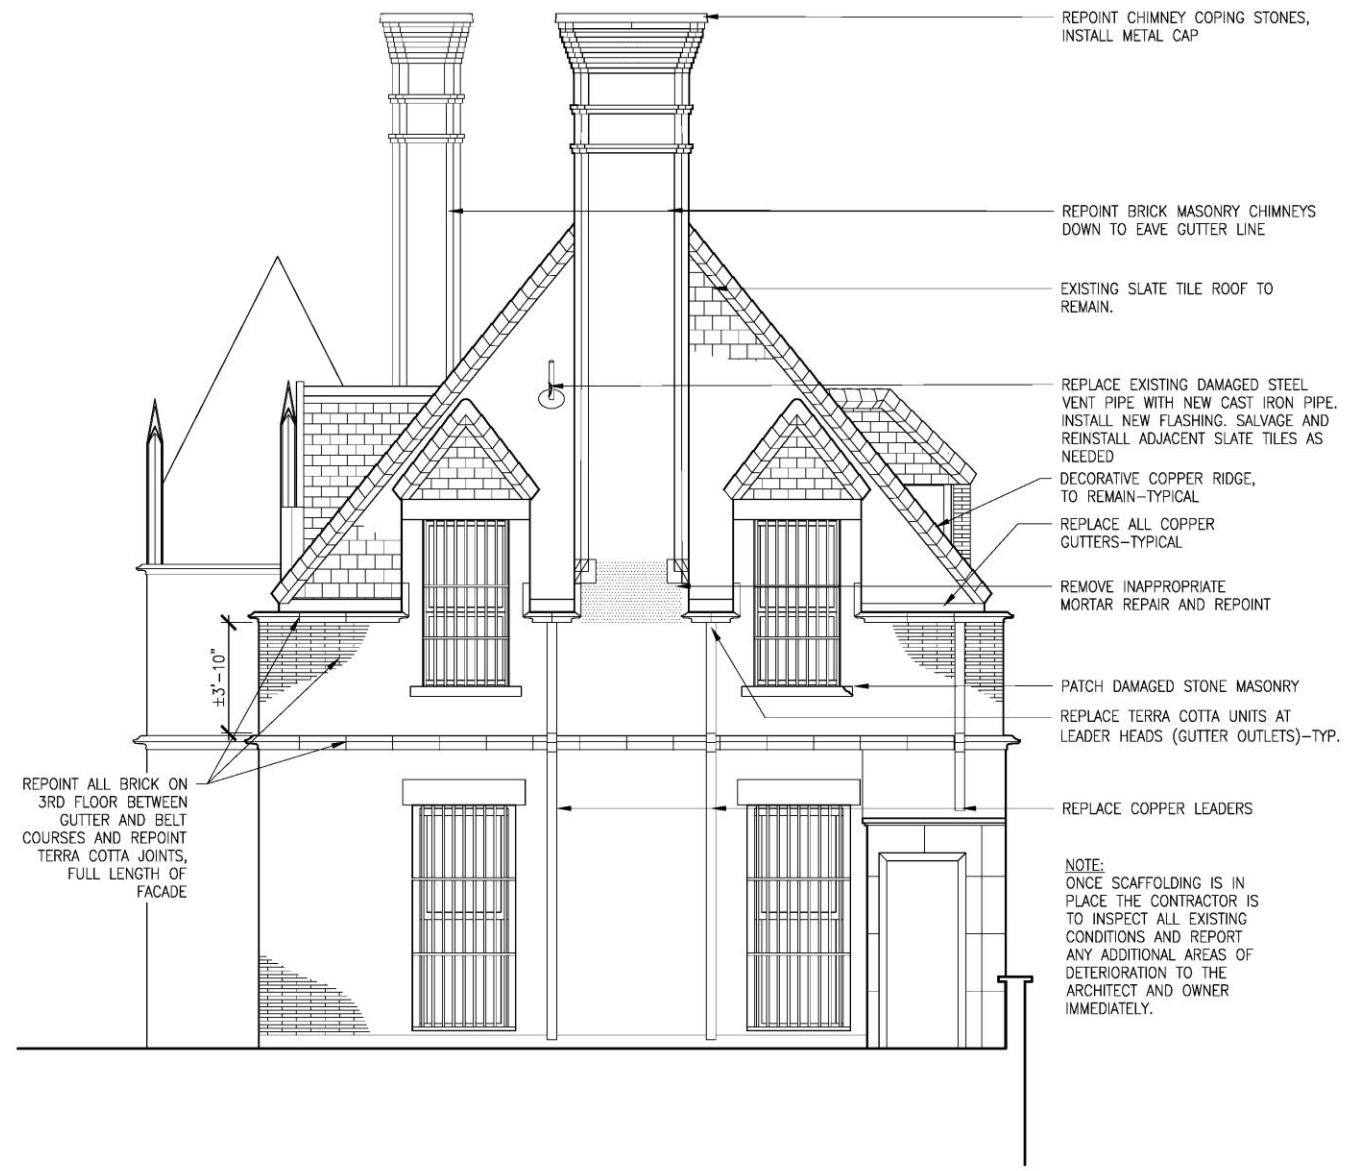 REPOINT CHIMNEY COPING STONES,
INSTALL METAL CAP
REPOINT BRICK MASONRY CHIMNEYS
DOWN TO EAVE GUTTER LINE
EXISTING SLATE TILE ROOF TO
REMAIN.
REPLACE EXISTING DAMAGED STEEL
VENT PIPE WITH NEW CAST IRON PIPE.
INSTALL NEW FLASHING. SALVAGE AND
REINSTALL ADJACENT SLATE TILES AS
NEEDED
DECORATIVE COPPER RIDGE,
TO REMAIN-TYPICAL
REPLACE ALL COPPER
GUTTERS-TYPICAL
REMOVE INAPPROPRIATE
MORTAR REPAIR AND REPOINT
±3'-10"
PATCH DAMAGED STONE MASONRY
REPLACE TERRA COTTA UNITS AT
LEADER HEADS (GUTTER OUTLETS)-TYP.
REPOINT ALL BRICK ON
3RD FLOOR BETWEEN
GUTTER AND BELT
COURSES AND REPOINT
TERRA COTTA JOINTS,
FULL LENGTH OF
FACADE
REPLACE COPPER LEADERS
NOTE:
ONCE SCAFFOLDING IS IN
PLACE THE CONTRACTOR IS
TO INSPECT ALL EXISTING
CONDITIONS AND REPORT
ANY ADDITIONAL AREAS OF
DETERIORATION TO THE
ARCHITECT AND OWNER
IMMEDIATELY.